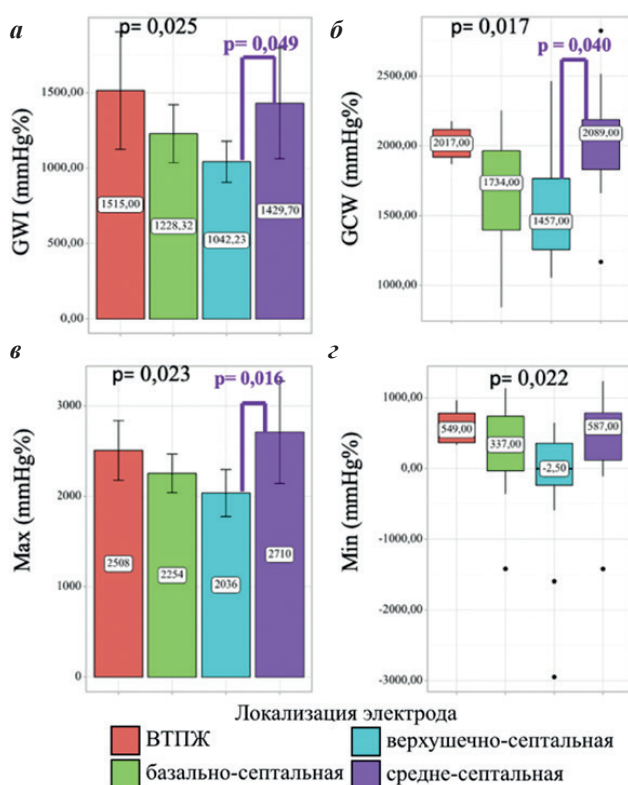 а
p= 0,025
p= 0,049
GWI (mmHg%)
1500,00
1000,00
500,00
0,00
1515,00
1228,32
1042,23
1429,70
б
p= 0,017
p = 0,040
GCW (mmHg%)
2500,00
2000,00
1500,00
1000,00
2017,00
1734,00
1457,00
2089,00
в
p= 0,023
p= 0,016
Max (mmHg%)
3000
2000
1000
0
2508
2254
2036
2710
г
p= 0,022
Min (mmHg%)
1000,00
0,00
-1000,00
-2000,00
-3000,00
549,00
337,00
-2,50
587,00
Локализация электрода
ВТПЖ
верхушечно-септальная
базально-септальная
средне-септальная